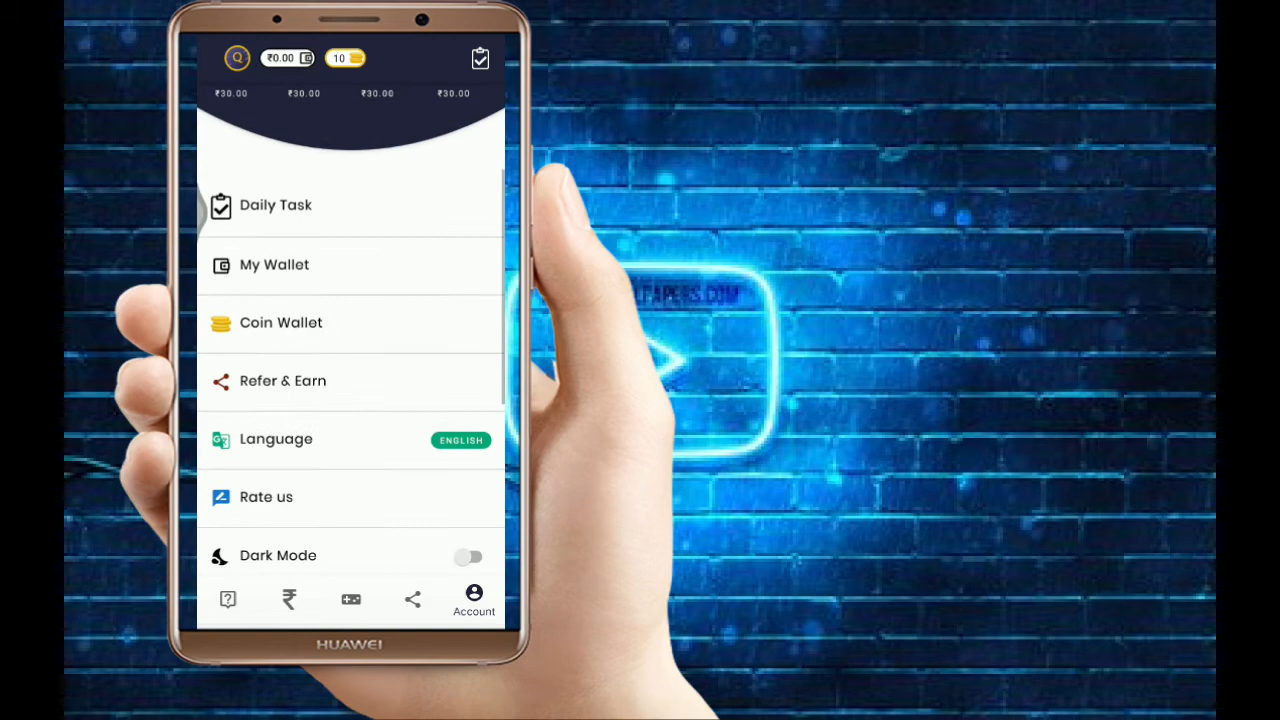 Q ₹0.00 10
₹30.00 ₹30.00 ₹30.00 ₹30.00
Daily Task
My Wallet
Coin Wallet
Refer & Earn
Language ENGLISH
Rate us
Dark Mode
Account
HUAWEI